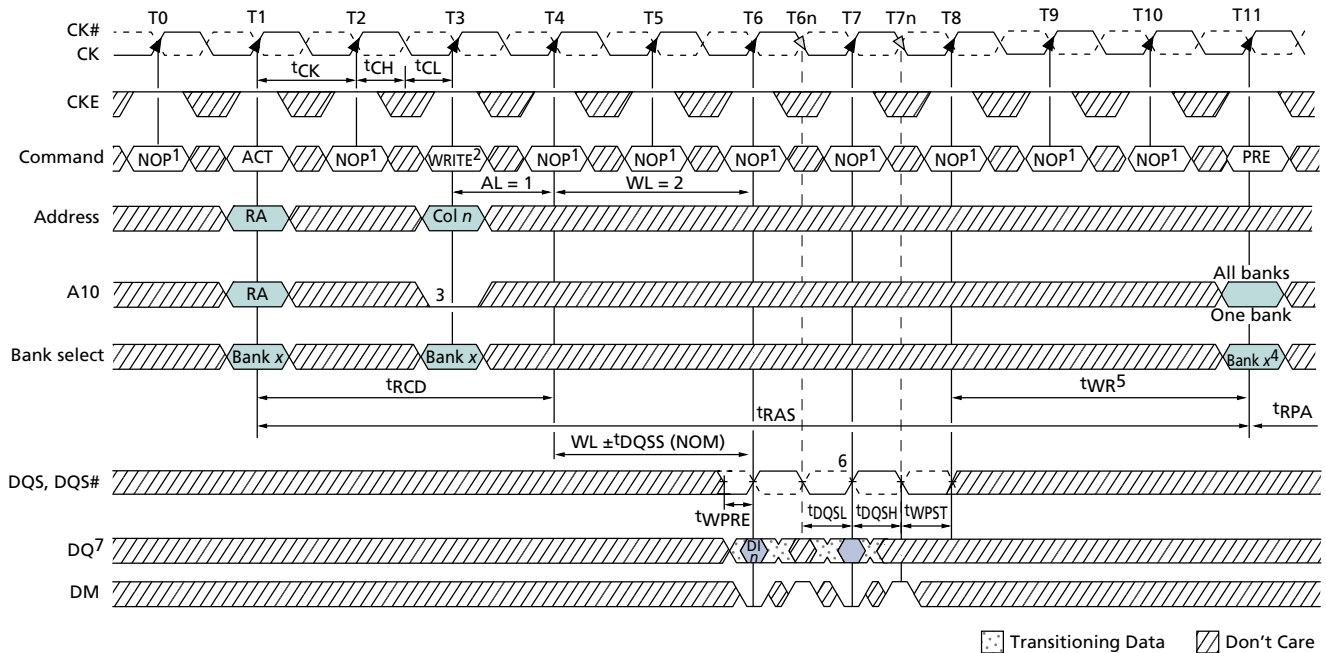 T0 T1 T2 T3 T4 T5 T6 T6n T7 T7n T8 T9 T10 T11
CK#
CK
tCK tCH tCL
CKE
Command NOP1 ACT NOP1 WRITE2 NOP1 NOP1 NOP1 NOP1 NOP1 NOP1 NOP1 PRE
AL = 1 WL = 2
Address RA Col n
All banks
A10 RA 3
One bank
Bank select Bank x Bank x Bank x4
tRCD tWR5
tRAS tRPA
WL ±tDQSS (NOM)
6
DQS, DQS#
tWPRE tDQSL tDQSH tWPST
DQ7 DI n
DM
Transitioning Data Don't Care